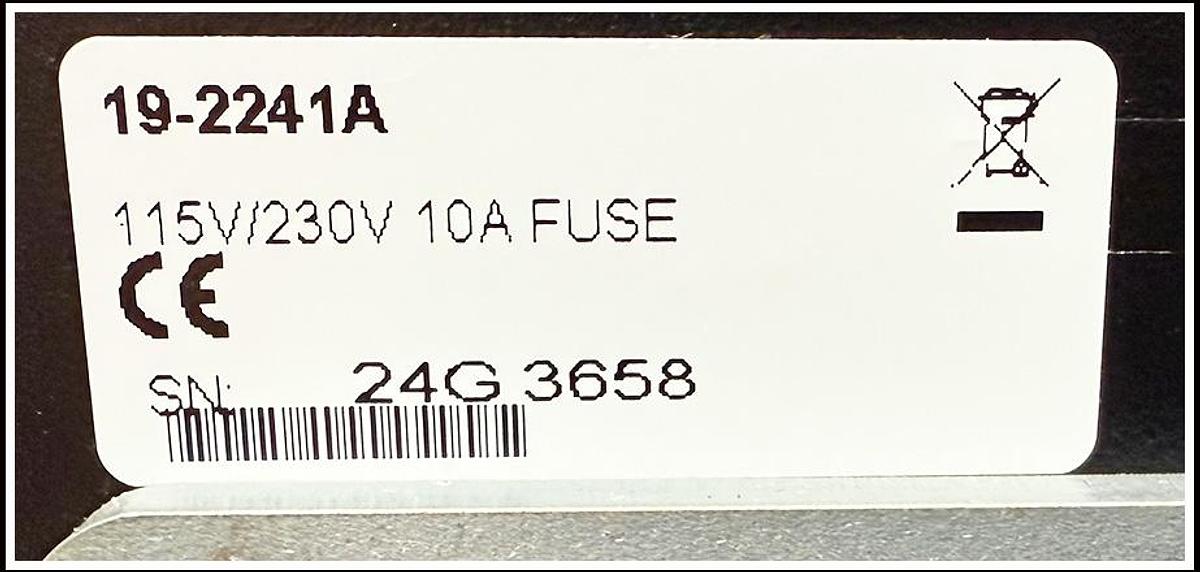 19-2241A
115V/230V 10A FUSE
CE
SN: 24G 3658